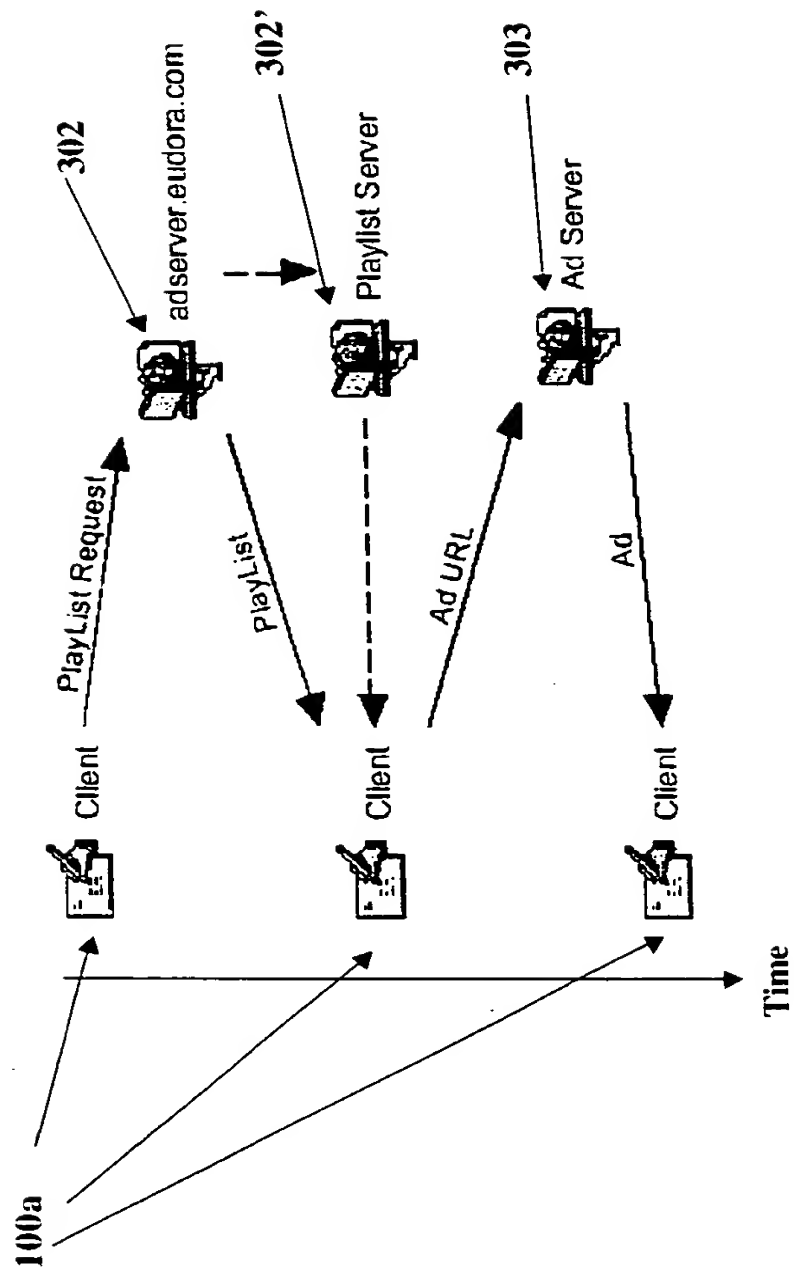 100a
302
Client
PlayList Request
adserver.eudora.com
PlayList
302'
Client
Playlist Server
Ad URL
303
Ad Server
Ad
Client
Time